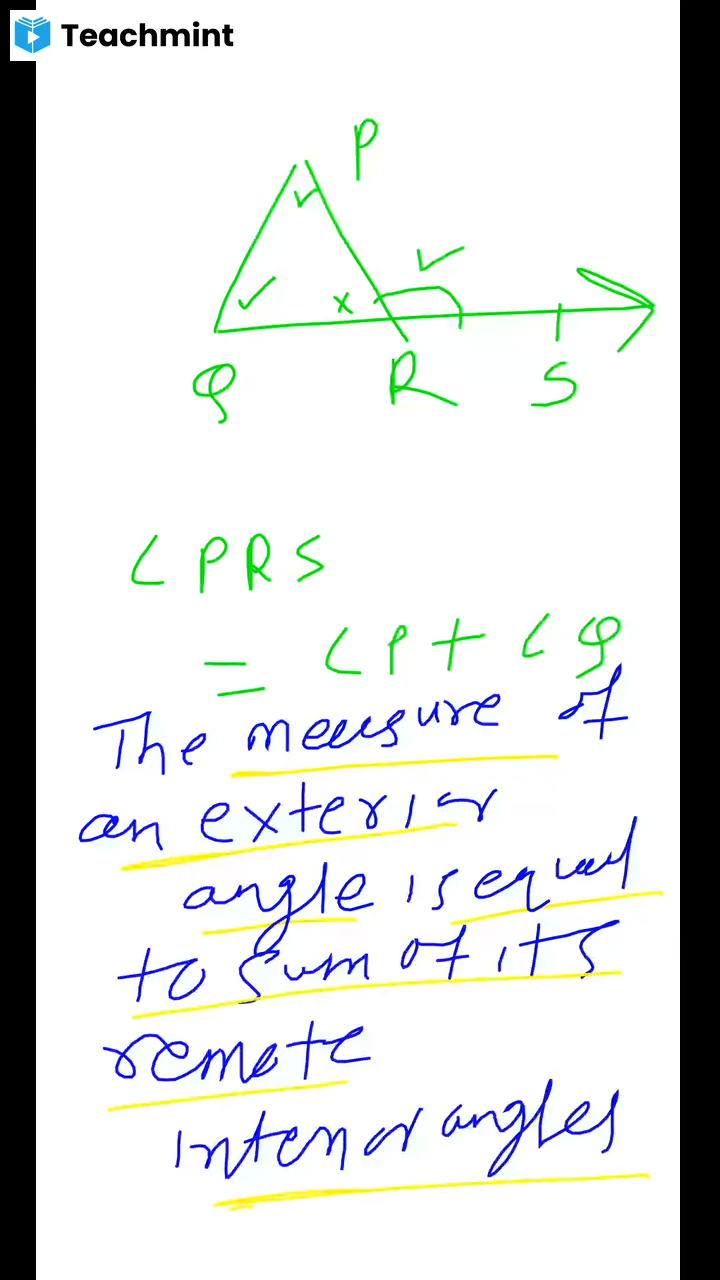 Teachmint
P
x
Q R S
∠PRS
= ∠P + ∠Q
The measure of
an exterior
angle is equal
to sum of its
remote
interior angles